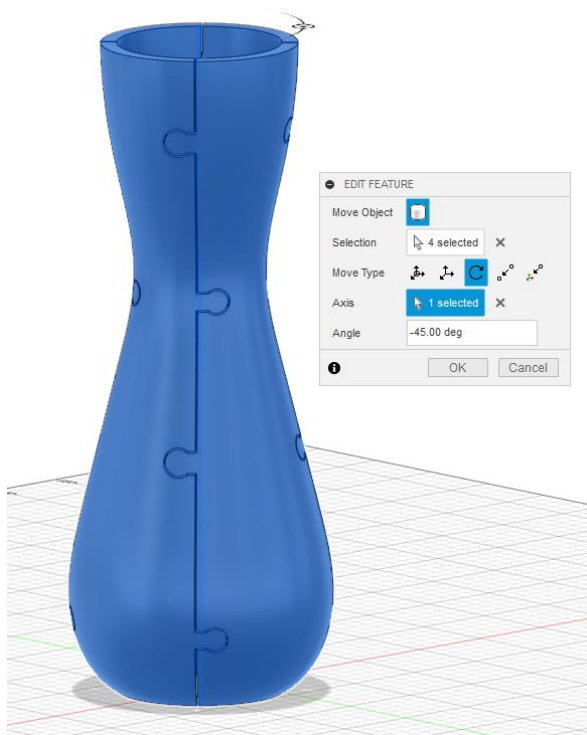 EDIT FEATURE
Move Object
Selection 4 selected
Move Type
Axis 1 selected
Angle -45.00 deg
OK Cancel